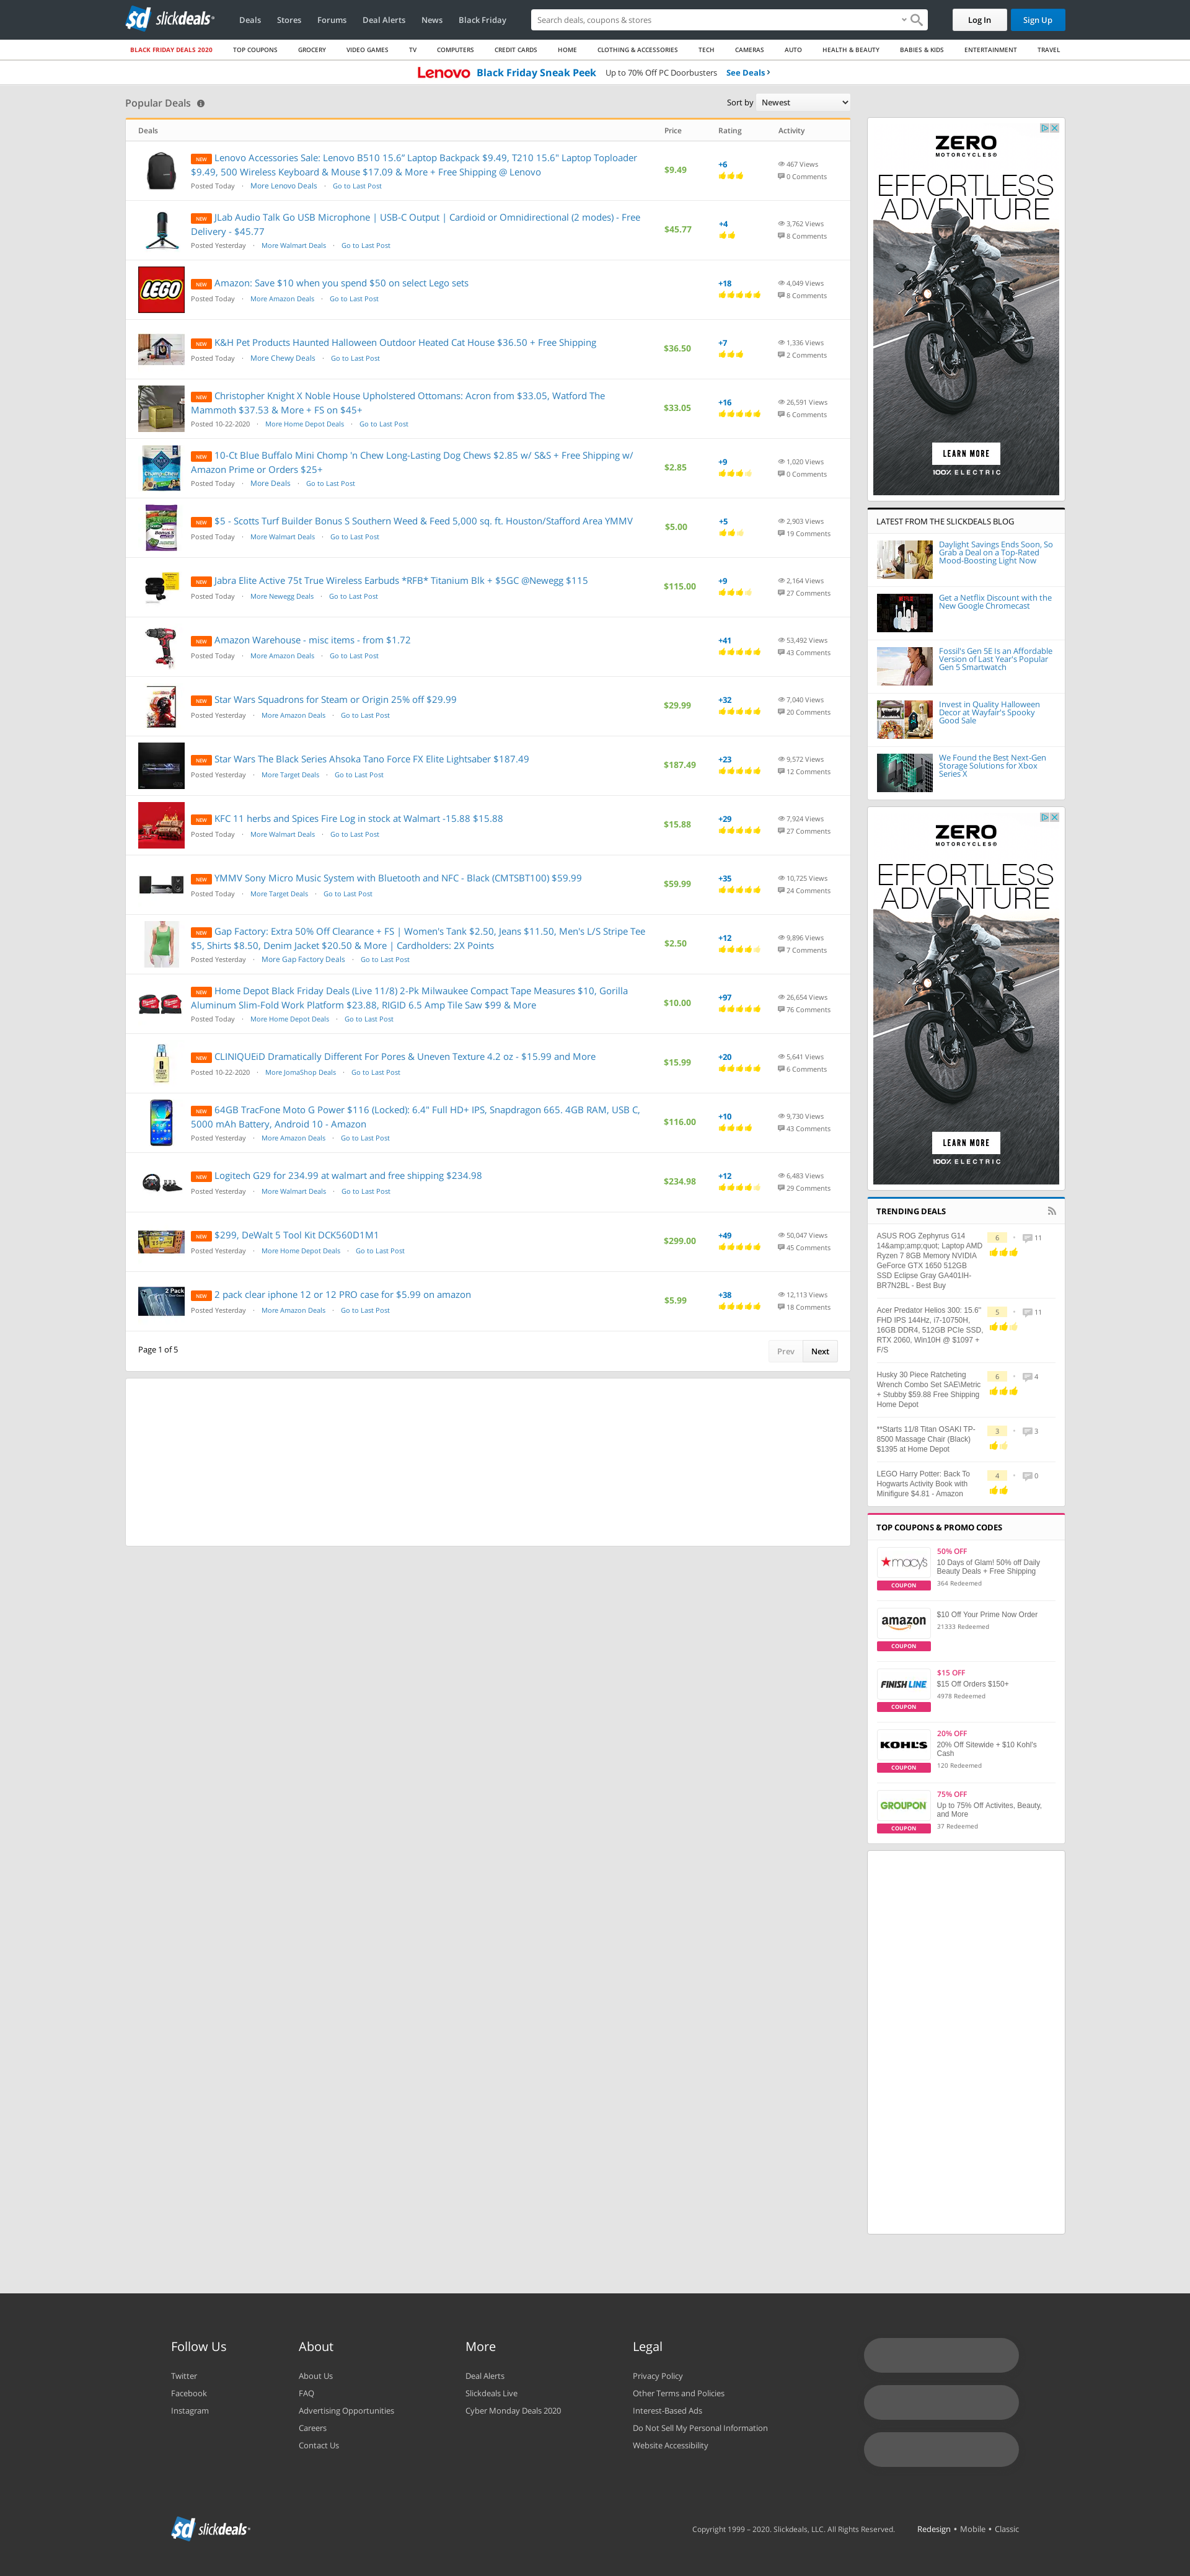 sd slickdeals
Deals Stores Forums Deal Alerts News Black Friday
Search deals, coupons & stores
Log In Sign Up
BLACK FRIDAY DEALS 2020 TOP COUPONS GROCERY VIDEO GAMES TV COMPUTERS CREDIT CARDS HOME CLOTHING & ACCESSORIES TECH CAMERAS AUTO HEALTH & BEAUTY BABIES & KIDS ENTERTAINMENT TRAVEL
Lenovo Black Friday Sneak Peek Up to 70% Off PC Doorbusters See Deals
Popular Deals
Sort by Newest
Deals Price Rating Activity
NEW Lenovo Accessories Sale: Lenovo B510 15.6” Laptop Backpack $9.49, T210 15.6" Laptop Toploader
$9.49, 500 Wireless Keyboard & Mouse $17.09 & More + Free Shipping @ Lenovo
Posted Today · More Lenovo Deals · Go to Last Post
$9.49
+6
467 Views
0 Comments
NEW JLab Audio Talk Go USB Microphone | USB-C Output | Cardioid or Omnidirectional (2 modes) - Free
Delivery - $45.77
Posted Yesterday · More Walmart Deals · Go to Last Post
$45.77
+4
3,762 Views
8 Comments
LEGO
NEW Amazon: Save $10 when you spend $50 on select Lego sets
Posted Today · More Amazon Deals · Go to Last Post
+18
4,049 Views
8 Comments
NEW K&H Pet Products Haunted Halloween Outdoor Heated Cat House $36.50 + Free Shipping
Posted Today · More Chewy Deals · Go to Last Post
$36.50
+7
1,336 Views
2 Comments
NEW Christopher Knight X Noble House Upholstered Ottomans: Acron from $33.05, Watford The
Mammoth $37.53 & More + FS on $45+
Posted 10-22-2020 · More Home Depot Deals · Go to Last Post
$33.05
+16
26,591 Views
6 Comments
NEW 10-Ct Blue Buffalo Mini Chomp 'n Chew Long-Lasting Dog Chews $2.85 w/ S&S + Free Shipping w/
Amazon Prime or Orders $25+
Posted Today · More Deals · Go to Last Post
$2.85
+9
1,020 Views
0 Comments
NEW $5 - Scotts Turf Builder Bonus S Southern Weed & Feed 5,000 sq. ft. Houston/Stafford Area YMMV
Posted Today · More Walmart Deals · Go to Last Post
$5.00
+5
2,903 Views
19 Comments
NEW Jabra Elite Active 75t True Wireless Earbuds *RFB* Titanium Blk + $5GC @Newegg $115
Posted Today · More Newegg Deals · Go to Last Post
$115.00
+9
2,164 Views
27 Comments
NEW Amazon Warehouse - misc items - from $1.72
Posted Today · More Amazon Deals · Go to Last Post
+41
53,492 Views
43 Comments
NEW Star Wars Squadrons for Steam or Origin 25% off $29.99
Posted Yesterday · More Amazon Deals · Go to Last Post
$29.99
+32
7,040 Views
20 Comments
NEW Star Wars The Black Series Ahsoka Tano Force FX Elite Lightsaber $187.49
Posted Yesterday · More Target Deals · Go to Last Post
$187.49
+23
9,572 Views
12 Comments
NEW KFC 11 herbs and Spices Fire Log in stock at Walmart -15.88 $15.88
Posted Today · More Walmart Deals · Go to Last Post
$15.88
+29
7,924 Views
27 Comments
NEW YMMV Sony Micro Music System with Bluetooth and NFC - Black (CMTSBT100) $59.99
Posted Today · More Target Deals · Go to Last Post
$59.99
+35
10,725 Views
24 Comments
NEW Gap Factory: Extra 50% Off Clearance + FS | Women's Tank $2.50, Jeans $11.50, Men's L/S Stripe Tee
$5, Shirts $8.50, Denim Jacket $20.50 & More | Cardholders: 2X Points
Posted Yesterday · More Gap Factory Deals · Go to Last Post
$2.50
+12
9,896 Views
7 Comments
NEW Home Depot Black Friday Deals (Live 11/8) 2-Pk Milwaukee Compact Tape Measures $10, Gorilla
Aluminum Slim-Fold Work Platform $23.88, RIGID 6.5 Amp Tile Saw $99 & More
Posted Today · More Home Depot Deals · Go to Last Post
$10.00
+97
26,654 Views
76 Comments
NEW CLINIQUEiD Dramatically Different For Pores & Uneven Texture 4.2 oz - $15.99 and More
Posted 10-22-2020 · More JomaShop Deals · Go to Last Post
$15.99
+20
5,641 Views
6 Comments
NEW 64GB TracFone Moto G Power $116 (Locked): 6.4" Full HD+ IPS, Snapdragon 665. 4GB RAM, USB C,
5000 mAh Battery, Android 10 - Amazon
Posted Yesterday · More Amazon Deals · Go to Last Post
$116.00
+10
9,730 Views
43 Comments
NEW Logitech G29 for 234.99 at walmart and free shipping $234.98
Posted Yesterday · More Walmart Deals · Go to Last Post
$234.98
+12
6,483 Views
29 Comments
NEW $299, DeWalt 5 Tool Kit DCK560D1M1
Posted Yesterday · More Home Depot Deals · Go to Last Post
$299.00
+49
50,047 Views
45 Comments
2 Pack
NEW 2 pack clear iphone 12 or 12 PRO case for $5.99 on amazon
Posted Yesterday · More Amazon Deals · Go to Last Post
$5.99
+38
12,113 Views
18 Comments
Page 1 of 5
Prev Next
ZERO
MOTORCYCLES®
EFFORTLESS
ADVENTURE
LEARN MORE
100% ELECTRIC
LATEST FROM THE SLICKDEALS BLOG
Daylight Savings Ends Soon, So
Grab a Deal on a Top-Rated
Mood-Boosting Light Now
NETFLIX
Get a Netflix Discount with the
New Google Chromecast
Fossil's Gen 5E Is an Affordable
Version of Last Year's Popular
Gen 5 Smartwatch
Invest in Quality Halloween
Decor at Wayfair's Spooky
Good Sale
We Found the Best Next-Gen
Storage Solutions for Xbox
Series X
ZERO
MOTORCYCLES®
EFFORTLESS
ADVENTURE
LEARN MORE
100% ELECTRIC
TRENDING DEALS
ASUS ROG Zephyrus G14
14&amp;amp;quot; Laptop AMD
Ryzen 7 8GB Memory NVIDIA
GeForce GTX 1650 512GB
SSD Eclipse Gray GA401IH-
BR7N2BL - Best Buy
6 · 11
Acer Predator Helios 300: 15.6"
FHD IPS 144Hz, i7-10750H,
16GB DDR4, 512GB PCIe SSD,
RTX 2060, Win10H @ $1097 +
F/S
5 · 11
Husky 30 Piece Ratcheting
Wrench Combo Set SAE\Metric
+ Stubby $59.88 Free Shipping
Home Depot
6 · 4
**Starts 11/8 Titan OSAKI TP-
8500 Massage Chair (Black)
$1395 at Home Depot
3 · 3
LEGO Harry Potter: Back To
Hogwarts Activity Book with
Minifigure $4.81 - Amazon
4 · 0
TOP COUPONS & PROMO CODES
macy's
COUPON
50% OFF
10 Days of Glam! 50% off Daily
Beauty Deals + Free Shipping
364 Redeemed
amazon
COUPON
$10 Off Your Prime Now Order
21333 Redeemed
FINISH LINE
COUPON
$15 OFF
$15 Off Orders $150+
4978 Redeemed
KOHL'S
COUPON
20% OFF
20% Off Sitewide + $10 Kohl's
Cash
120 Redeemed
GROUPON
COUPON
75% OFF
Up to 75% Off Activites, Beauty,
and More
37 Redeemed
Follow Us
Twitter
Facebook
Instagram
About
About Us
FAQ
Advertising Opportunities
Careers
Contact Us
More
Deal Alerts
Slickdeals Live
Cyber Monday Deals 2020
Legal
Privacy Policy
Other Terms and Policies
Interest-Based Ads
Do Not Sell My Personal Information
Website Accessibility
sd slickdeals
Copyright 1999 – 2020. Slickdeals, LLC. All Rights Reserved. Redesign • Mobile • Classic